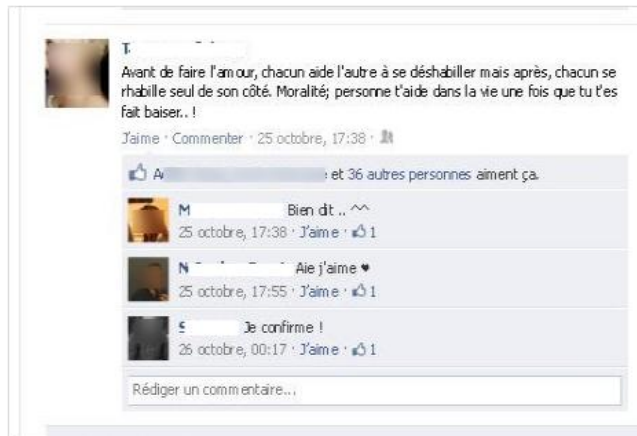 T
Avant de faire l'amour, chacun aide l'autre à se déshabiller mais après, chacun se
rhabille seul de son côté. Moralité; personne t'aide dans la vie une fois que tu t'es
fait baiser.. !
J'aime · Commenter · 25 octobre, 17:38 ·
A et 36 autres personnes aiment ça.
M Bien dit .. ^^
25 octobre, 17:38 · J'aime · 1
N Aie j'aime ♥
25 octobre, 17:55 · J'aime · 1
S Je confirme !
26 octobre, 00:17 · J'aime · 1
Rédiger un commentaire...